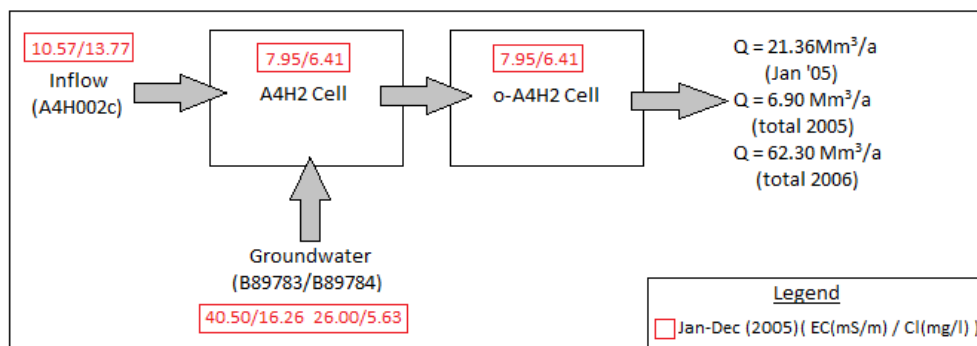 10.57/13.77
Inflow
(A4H002c)
7.95/6.41
A4H2 Cell
7.95/6.41
o-A4H2 Cell
Q = 21.36Mm³/a
(Jan '05)
Q = 6.90 Mm³/a
(total 2005)
Q = 62.30 Mm³/a
(total 2006)
Groundwater
(B89783/B89784)
40.50/16.26 26.00/5.63
Legend
Jan-Dec (2005)( EC(mS/m) / Cl(mg/l) )